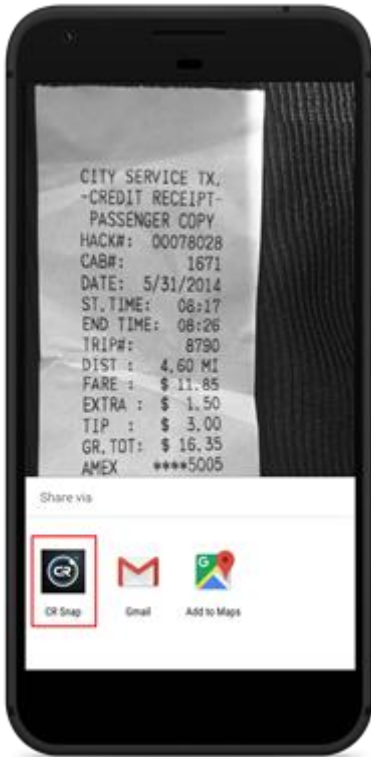 CITY SERVICE TX.
-CREDIT RECEIPT-
PASSENGER COPY
HACK#: 00078028
CAB#: 1671
DATE: 5/31/2014
ST.TIME: 08:17
END TIME: 08:26
TRIP#: 8790
DIST : 4.60 MI
FARE : $ 11.85
EXTRA : $ 1.50
TIP : $ 3.00
GR.TOT: $ 16.35
AMEX ****5005
Share via
CR
G
CR Snap Gmail Add to Maps